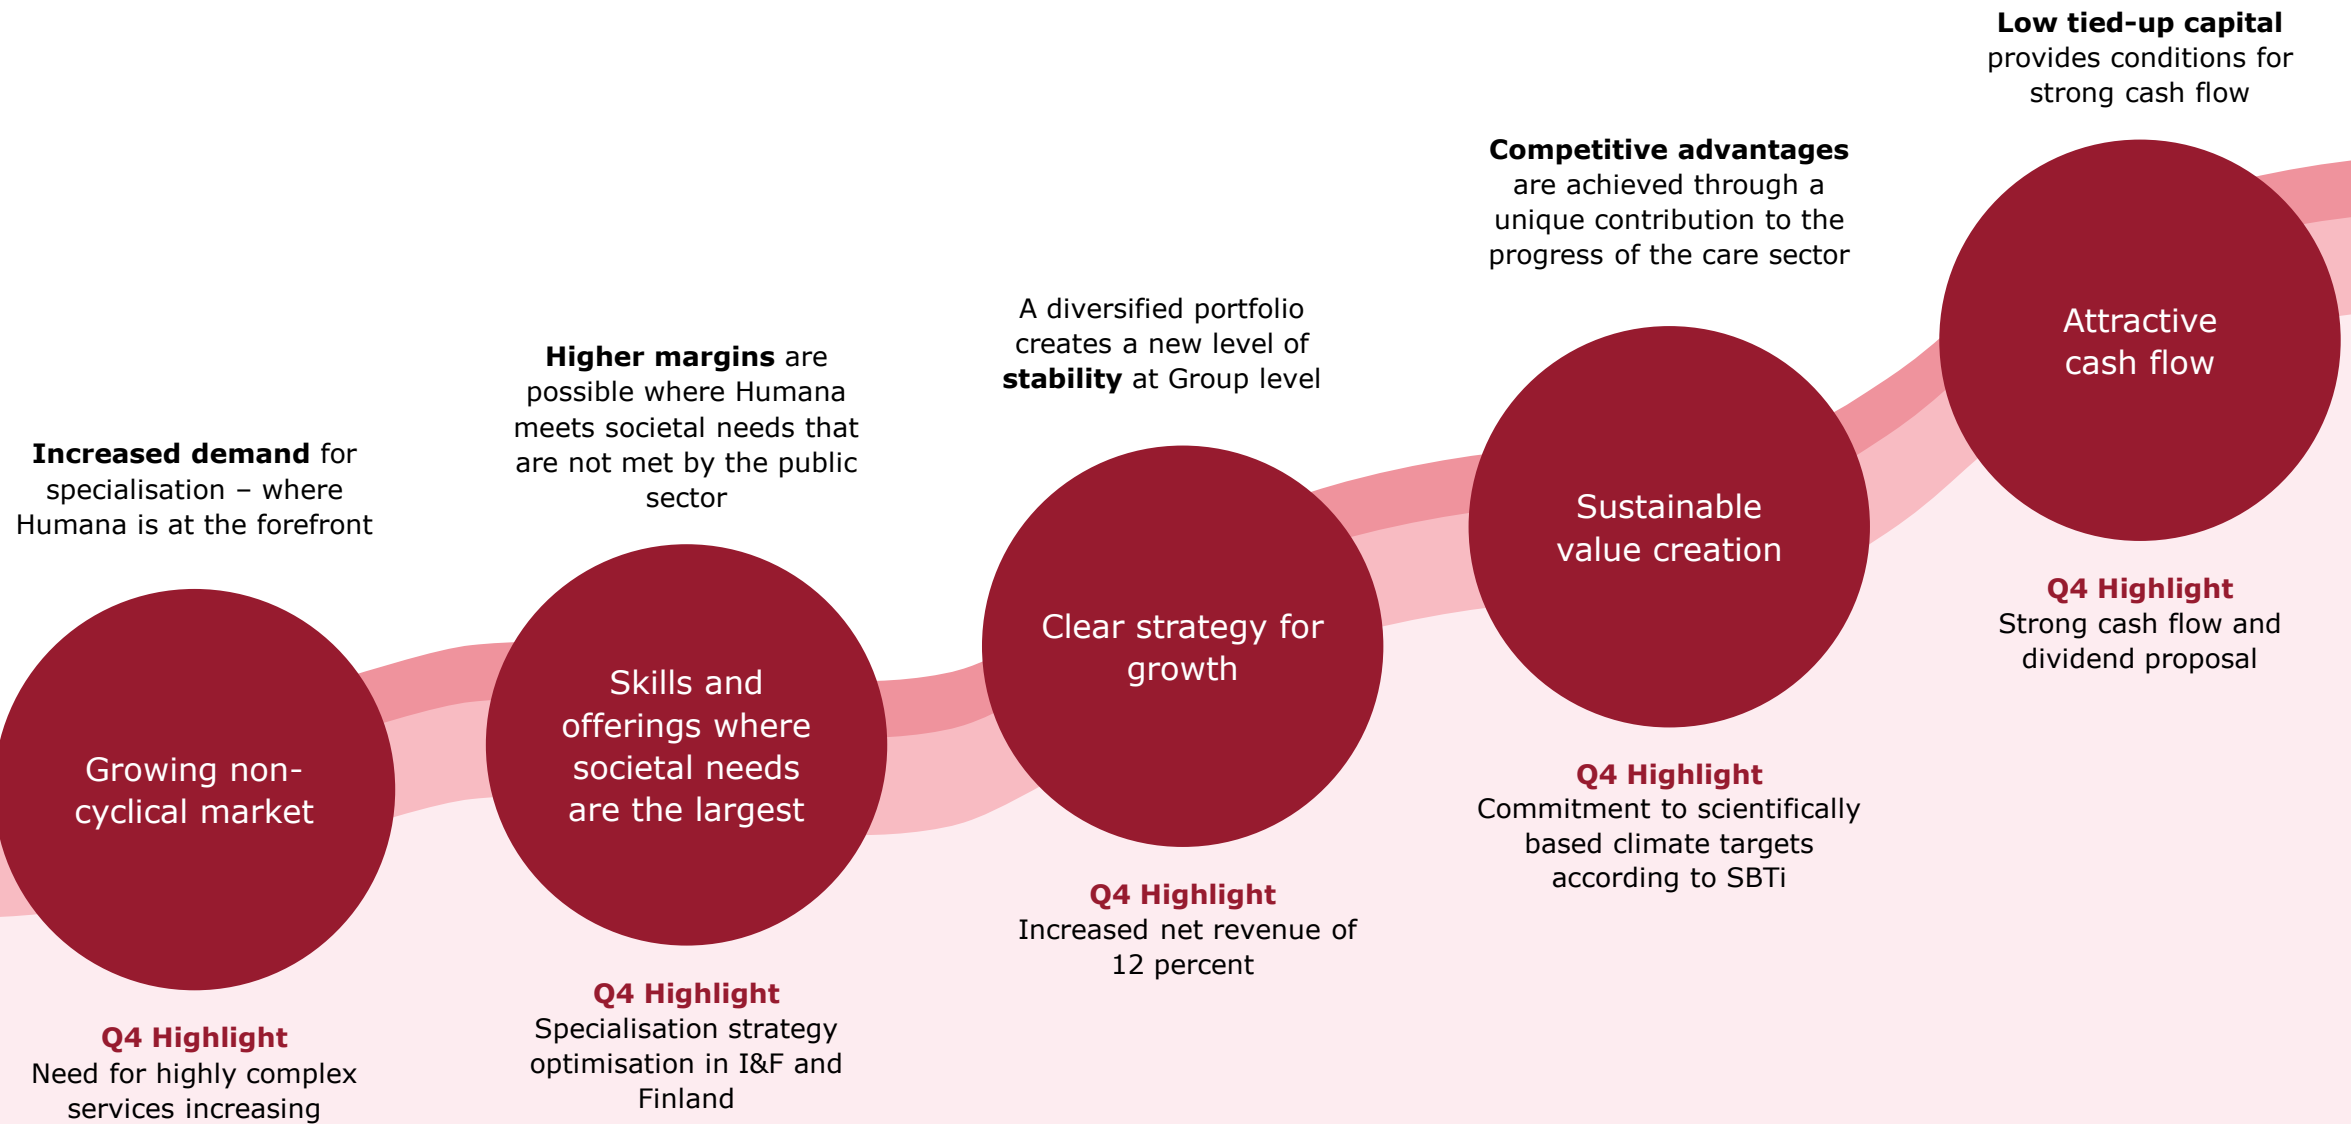 Increased demand for
specialisation – where
Humana is at the forefront
Growing non-
cyclical market
Q4 Highlight
Need for highly complex
services increasing
Higher margins are
possible where Humana
meets societal needs that
are not met by the public
sector
Skills and
offerings where
societal needs
are the largest
Q4 Highlight
Specialisation strategy
optimisation in I&F and
Finland
A diversified portfolio
creates a new level of
stability at Group level
Clear strategy for
growth
Q4 Highlight
Increased net revenue of
12 percent
Competitive advantages
are achieved through a
unique contribution to the
progress of the care sector
Sustainable
value creation
Q4 Highlight
Commitment to scientifically
based climate targets
according to SBTi
Low tied-up capital
provides conditions for
strong cash flow
Attractive
cash flow
Q4 Highlight
Strong cash flow and
dividend proposal